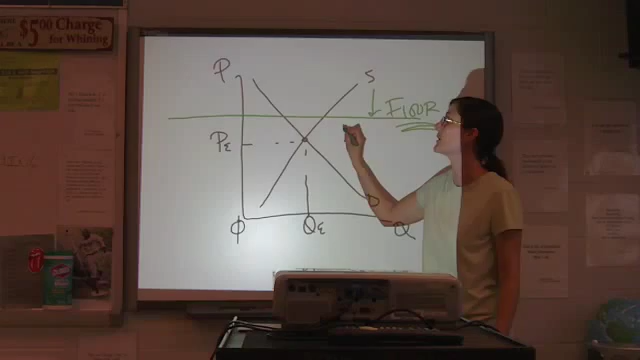 $5.00 Charge
for Whining
P
S
FLOOR
PE
D
Φ
QE
Q